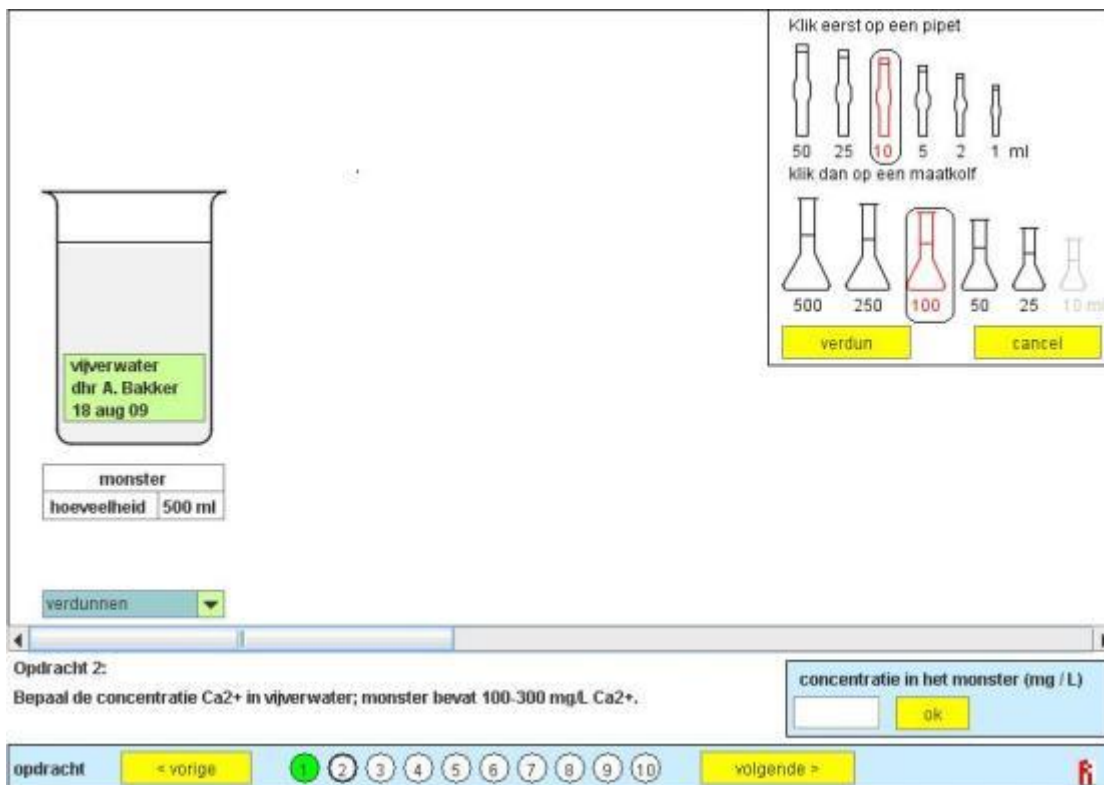 Klik eerst op een pipet
50 25 10 5 2 1 ml
klik dan op een maatkolf
500 250 100 50 25 10 ml
verdun cancel
vijverwater
dhr A. Bakker
18 aug 09
monster
hoeveelheid 500 ml
verdunnen
Opdracht 2:
Bepaal de concentratie Ca2+ in vijverwater; monster bevat 100-300 mg/L Ca2+.
concentratie in het monster (mg / L)
ok
opdracht < vorige 1 2 3 4 5 6 7 8 9 10 volgende >